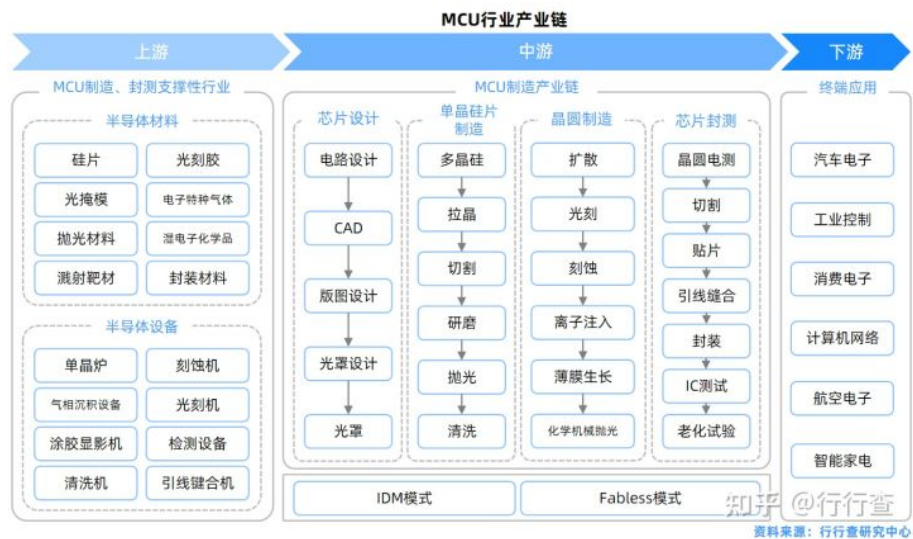 MCU行业产业链
上游
中游
下游
MCU制造、封测支撑性行业
半导体材料
硅片
光刻胶
光掩模
电子特种气体
抛光材料
湿电子化学品
溅射靶材
封装材料
半导体设备
单晶炉
刻蚀机
气相沉积设备
光刻机
涂胶显影机
检测设备
清洗机
引线键合机
MCU制造产业链
芯片设计
电路设计
CAD
版图设计
光罩设计
光罩
单晶硅片
制造
多晶硅
拉晶
切割
研磨
抛光
清洗
晶圆制造
扩散
光刻
刻蚀
离子注入
薄膜生长
化学机械抛光
芯片封测
晶圆电测
切割
贴片
引线缝合
封装
IC测试
老化试验
IDM模式
Fabless模式
终端应用
汽车电子
工业控制
消费电子
计算机网络
航空电子
智能家电
知乎 @行行查
资料来源：行行查研究中心